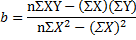 b = nΣXY − (ΣX)(ΣY) / nΣX² − (ΣX)²